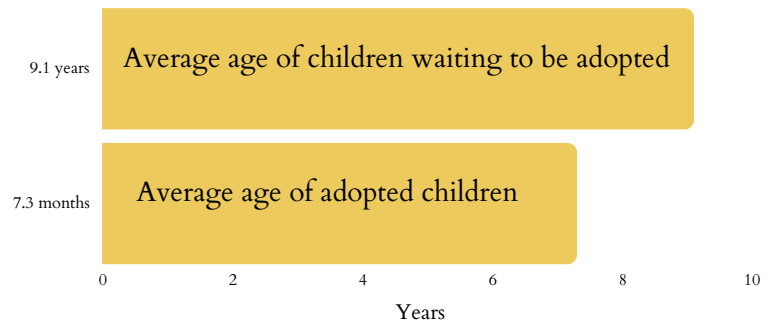 Average age of children waiting to be adopted
9.1 years
Average age of adopted children
7.3 months
0 2 4 6 8 10
Years